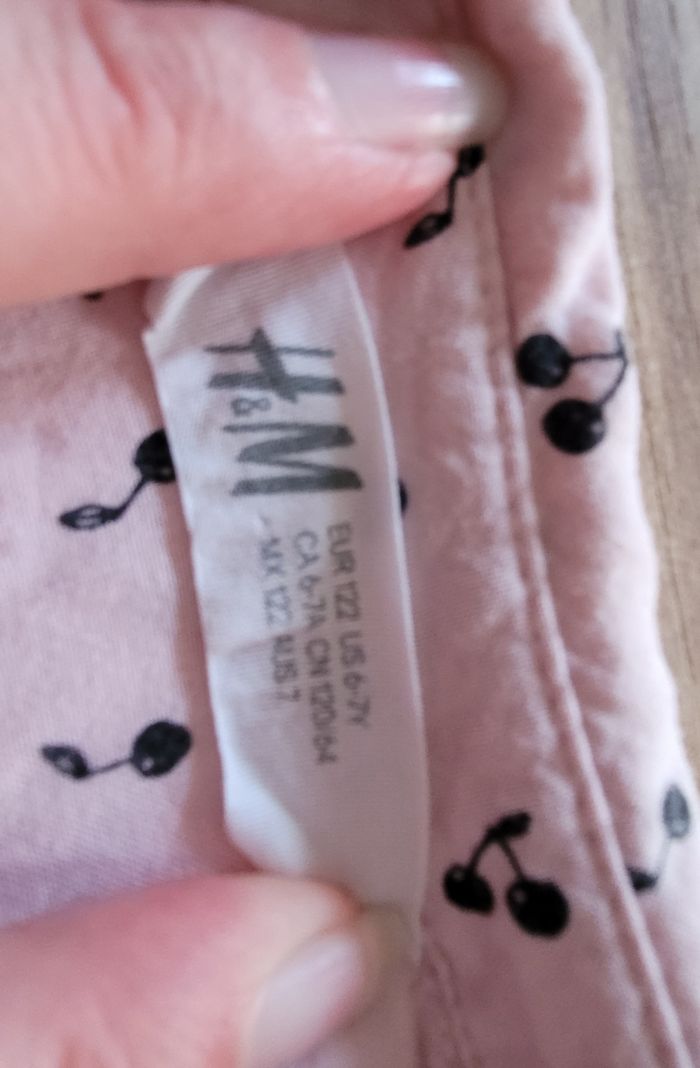 H&M
EUR 122 US 6-7Y
CA 6-7A CN 120/64
MX 122 AUS 7